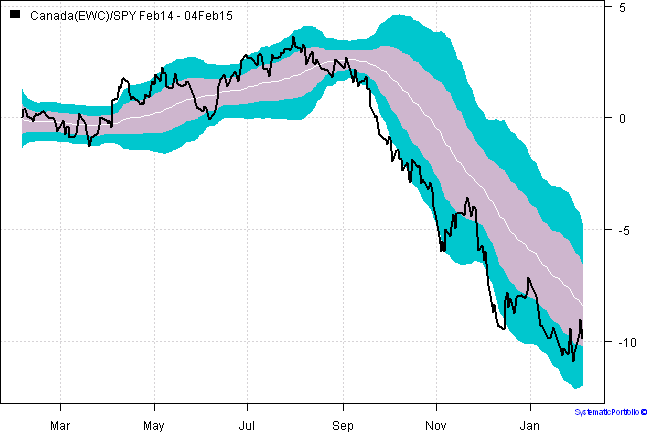 Canada(EWC)/SPY Feb14 - 04Feb15
5
0
-5
-10
Mar May Jul Sep Nov Jan
SystematicPortfolio ©